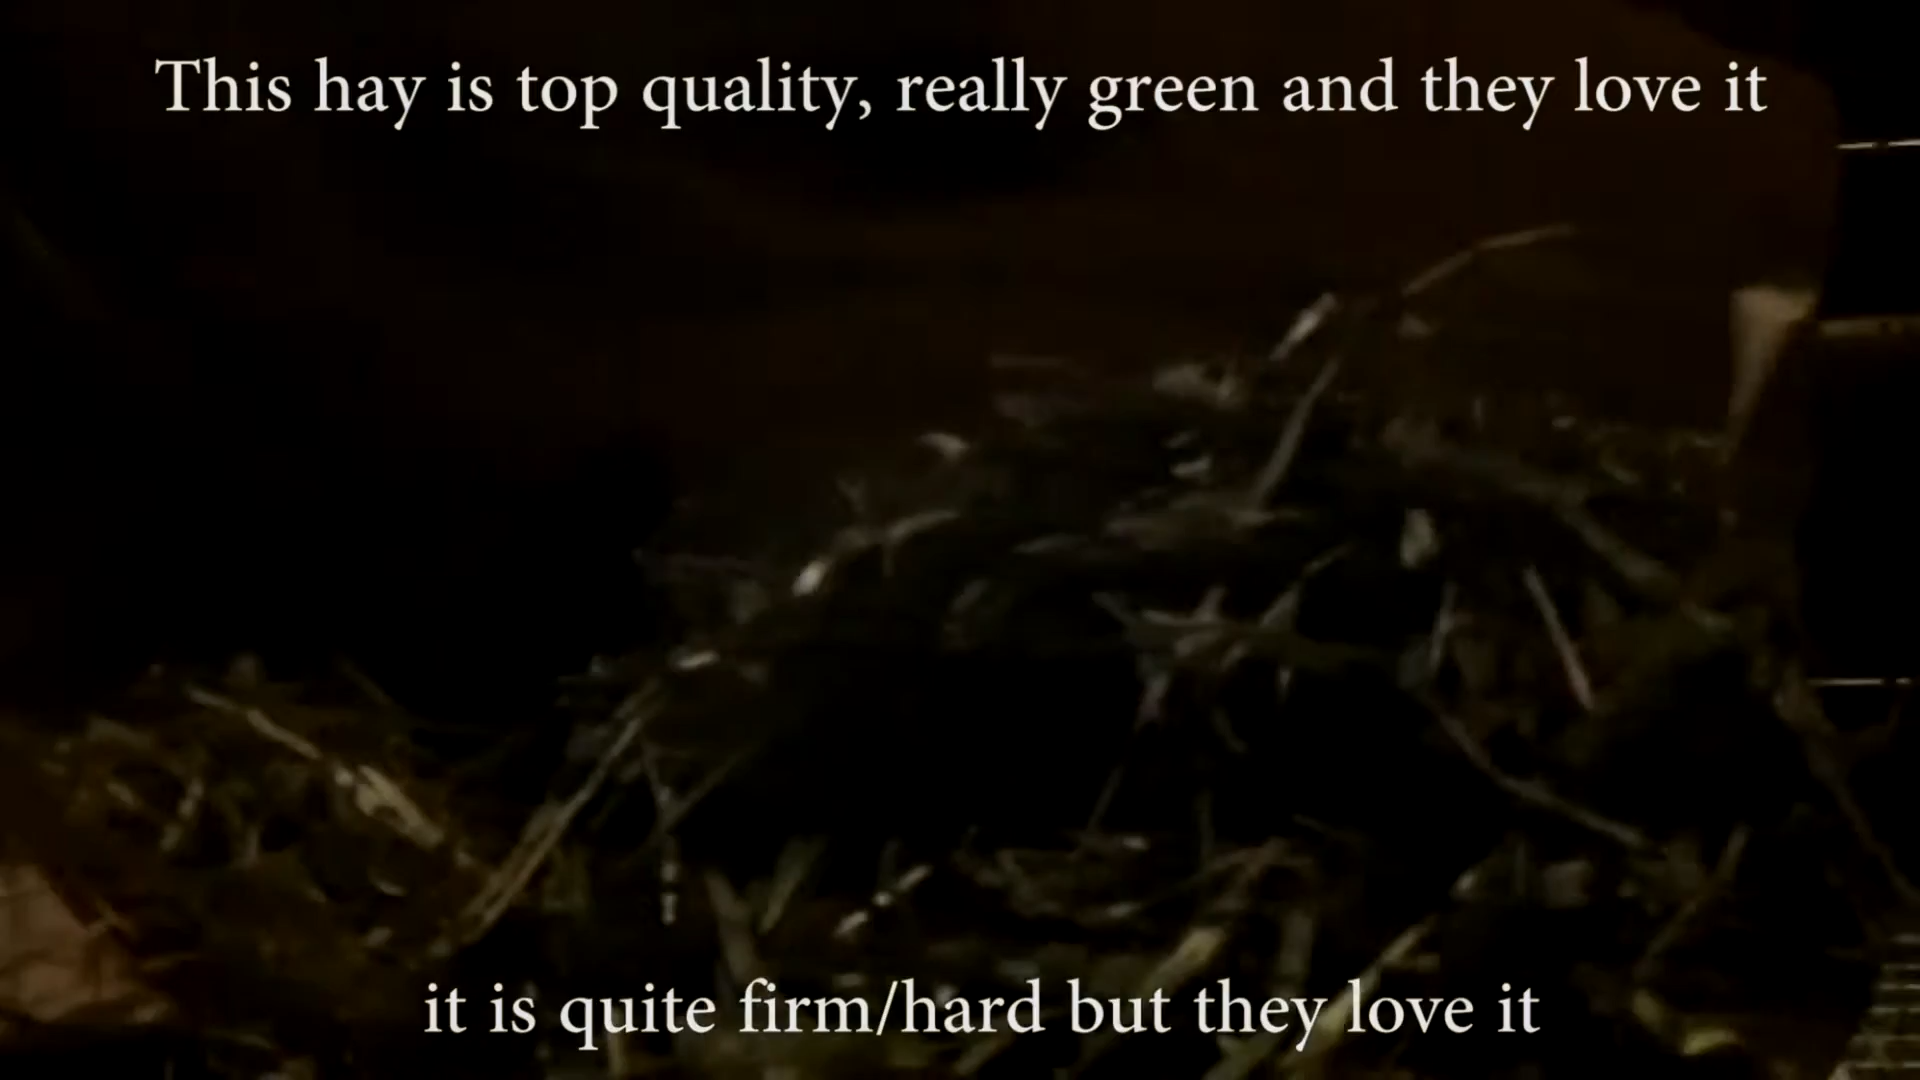 This hay is top quality, really green and they love it
it is quite firm/hard but they love it